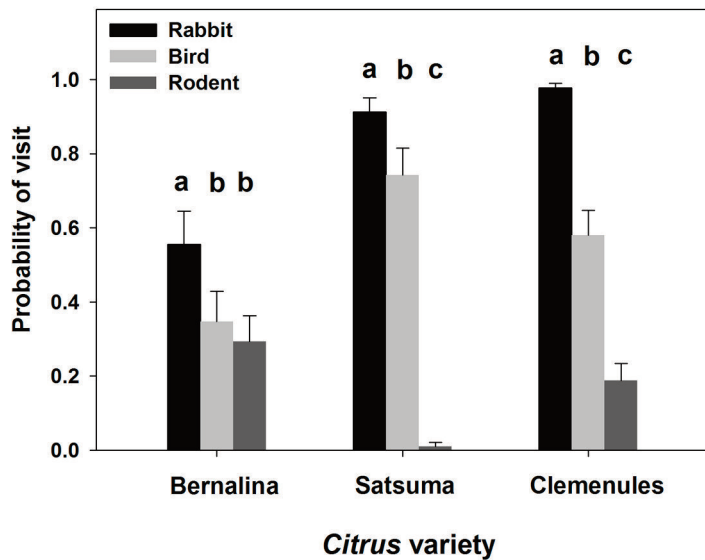 Rabbit
Bird
Rodent
a b c
a b c
a b b
1.0
0.8
0.6
0.4
0.2
0.0
Probability of visit
Bernalina Satsuma Clemenules
Citrus variety